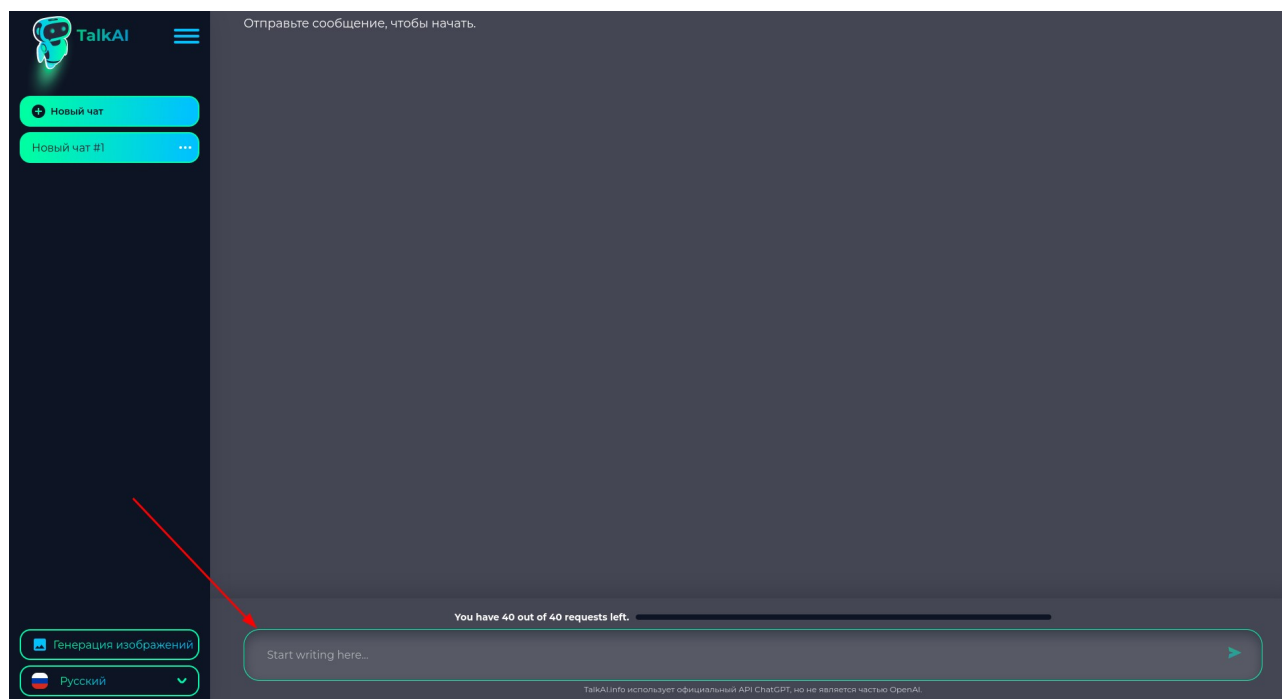 TalkAI
Новый чат
Новый чат #1
Генерация изображений
Русский
Отправьте сообщение, чтобы начать.
You have 40 out of 40 requests left.
Start writing here...
TalkAI.info использует официальный API ChatGPT, но не является частью OpenAI.